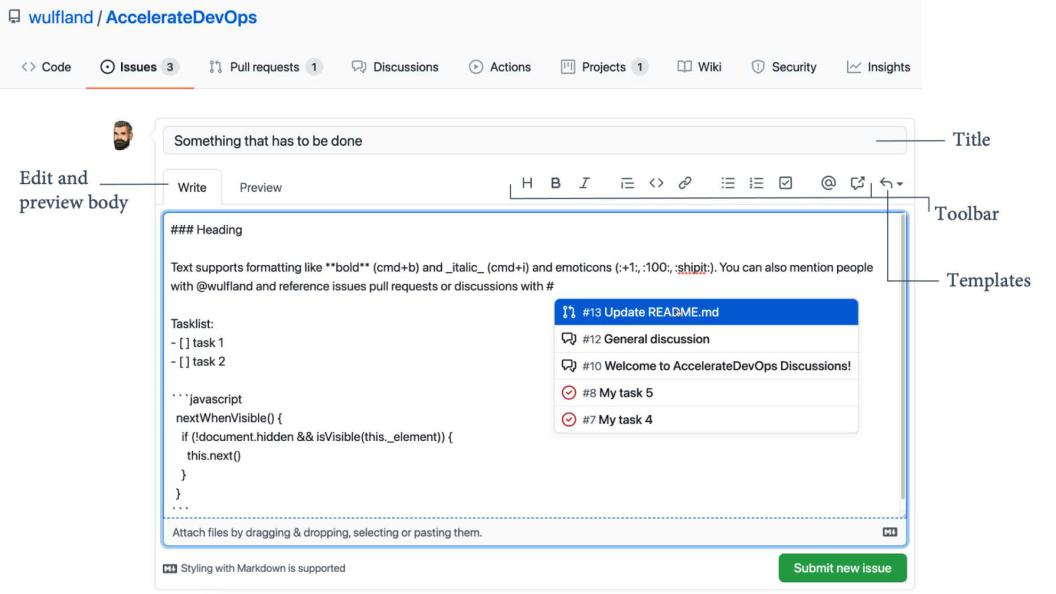 wulfland / AccelerateDevOps
Code Issues 3 Pull requests 1 Discussions Actions Projects 1 Wiki Security Insights
Something that has to be done
Title
Edit and
preview body
Write Preview
H B I
Toolbar
Templates
### Heading
Text supports formatting like **bold** (cmd+b) and _italic_ (cmd+i) and emoticons (:+1:, :100:, :shipit:). You can also mention people
with @wulfland and reference issues pull requests or discussions with #
#13 Update README.md
#12 General discussion
#10 Welcome to AccelerateDevOps Discussions!
#8 My task 5
#7 My task 4
Tasklist:
- [ ] task 1
- [ ] task 2
```javascript
nextWhenVisible() {
if (!document.hidden && isVisible(this._element)) {
this.next()
}
}
```
Attach files by dragging & dropping, selecting or pasting them.
Styling with Markdown is supported
Submit new issue